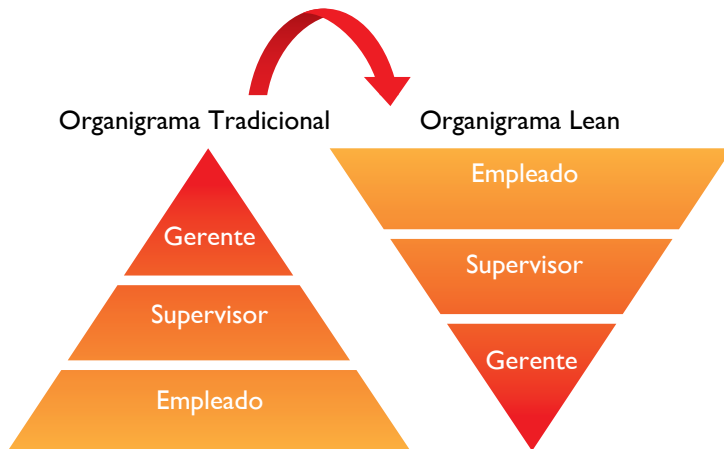 Organigrama Tradicional
Gerente
Supervisor
Empleado
Organigrama Lean
Empleado
Supervisor
Gerente